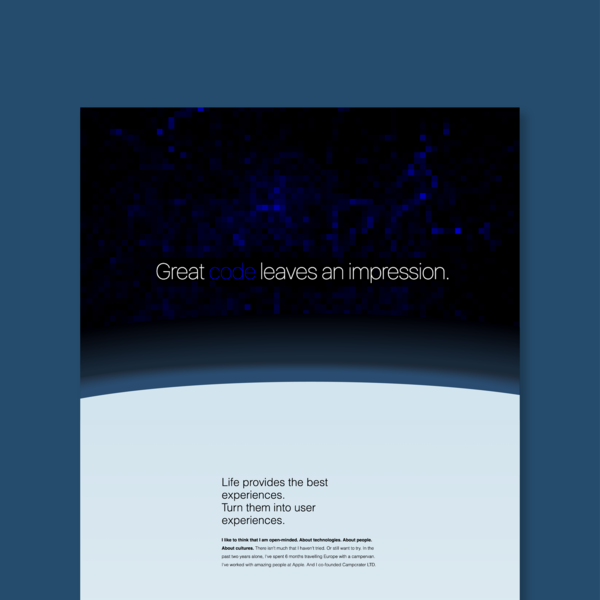 Great code leaves an impression.
Life provides the best
experiences.
Turn them into user
experiences.
I like to think that I am open-minded. About technologies. About people.
About cultures. There isn't much that I haven't tried. Or still want to try. In the
past two years alone, I've spent 6 months travelling Europe with a campervan.
I've worked with amazing people at Apple. And I co-founded Camporater LTD.